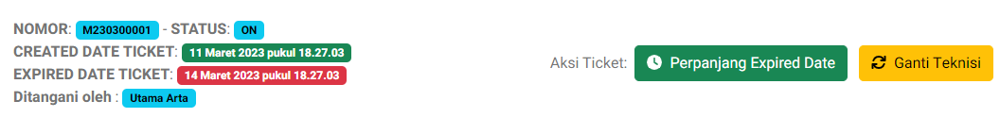 NOMOR: M230300001 - STATUS: ON
CREATED DATE TICKET: 11 Maret 2023 pukul 18.27.03
EXPIRED DATE TICKET: 14 Maret 2023 pukul 18.27.03
Ditangani oleh : Utama Arta
Aksi Ticket: Perpanjang Expired Date Ganti Teknisi